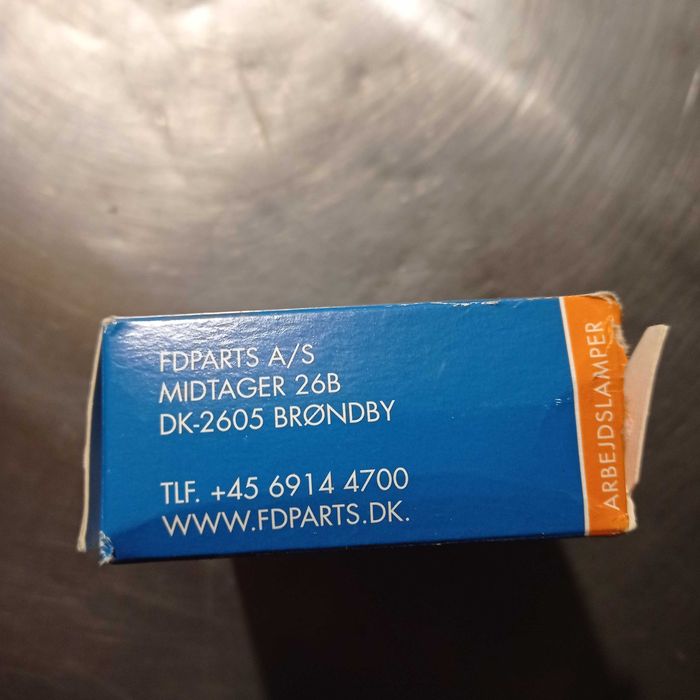 FDPARTS A/S
MIDTAGER 26B
DK-2605 BRØNDBY
TLF. +45 6914 4700
WWW.FDPARTS.DK.
ARBEJDSLAMPER